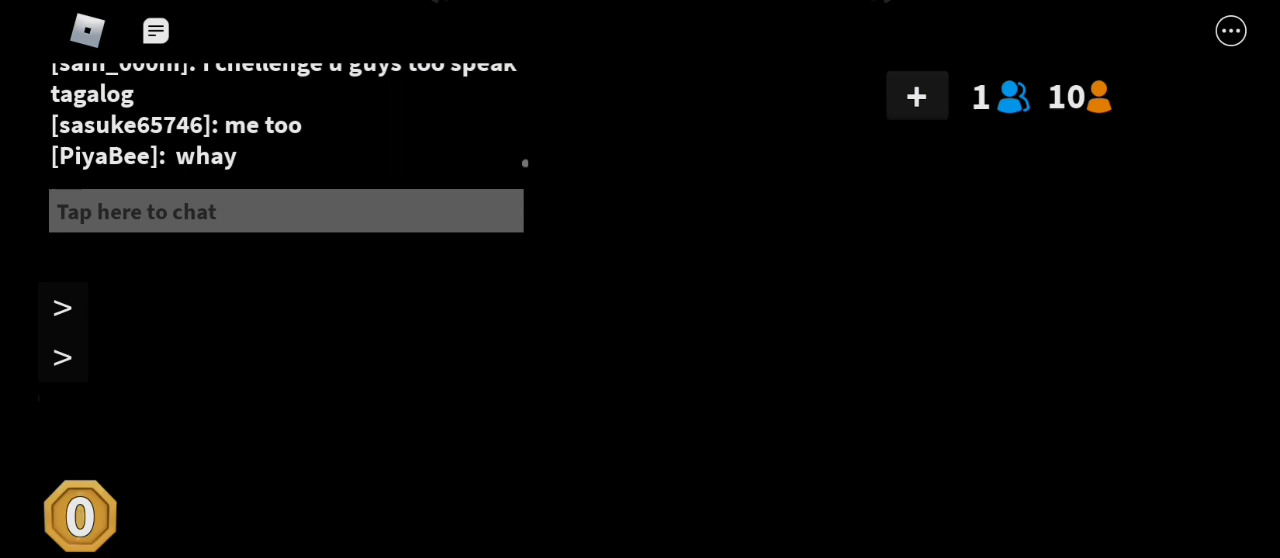 I chellenge u guys too speak
tagalog
[sasuke65746]: me too
[PiyaBee]: whay
Tap here to chat
+ 1 10
>
>
0